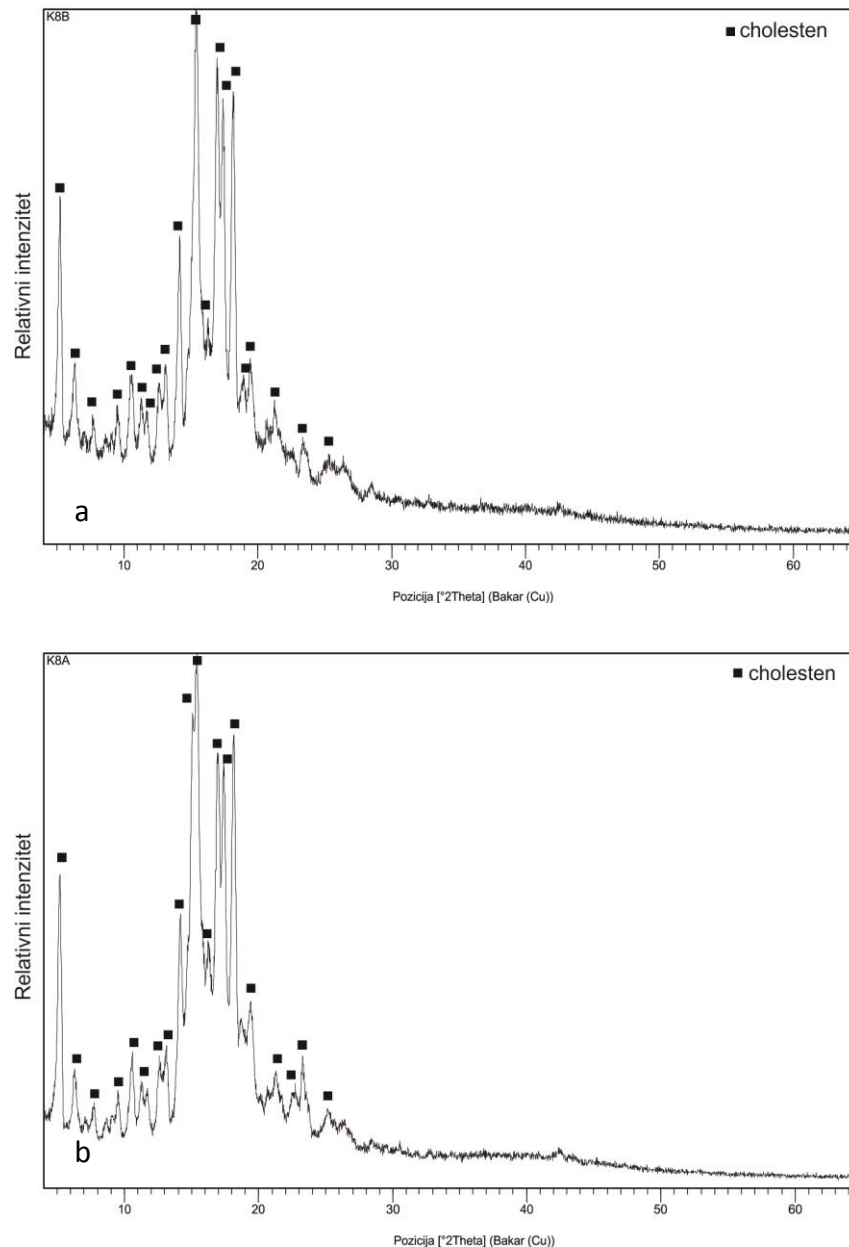 K8B
■ cholesten
Relativni intenzitet
a
10 20 30 40 50 60
Pozicija [°2Theta] (Bakar (Cu))
K8A
■ cholesten
Relativni intenzitet
b
10 20 30 40 50 60
Pozicija [°2Theta] (Bakar (Cu))